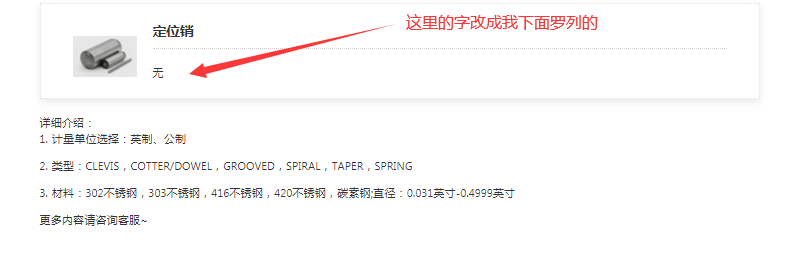 这里的字改成我下面罗列的
定位销
无
详细介绍：
1. 计量单位选择：英制、公制
2. 类型：CLEVIS，COTTER/DOWEL，GROOVED，SPIRAL，TAPER，SPRING
3. 材料：302不锈钢，303不锈钢，416不锈钢，420不锈钢，碳素钢;直径：0.031英寸-0.4999英寸
更多内容请咨询客服~